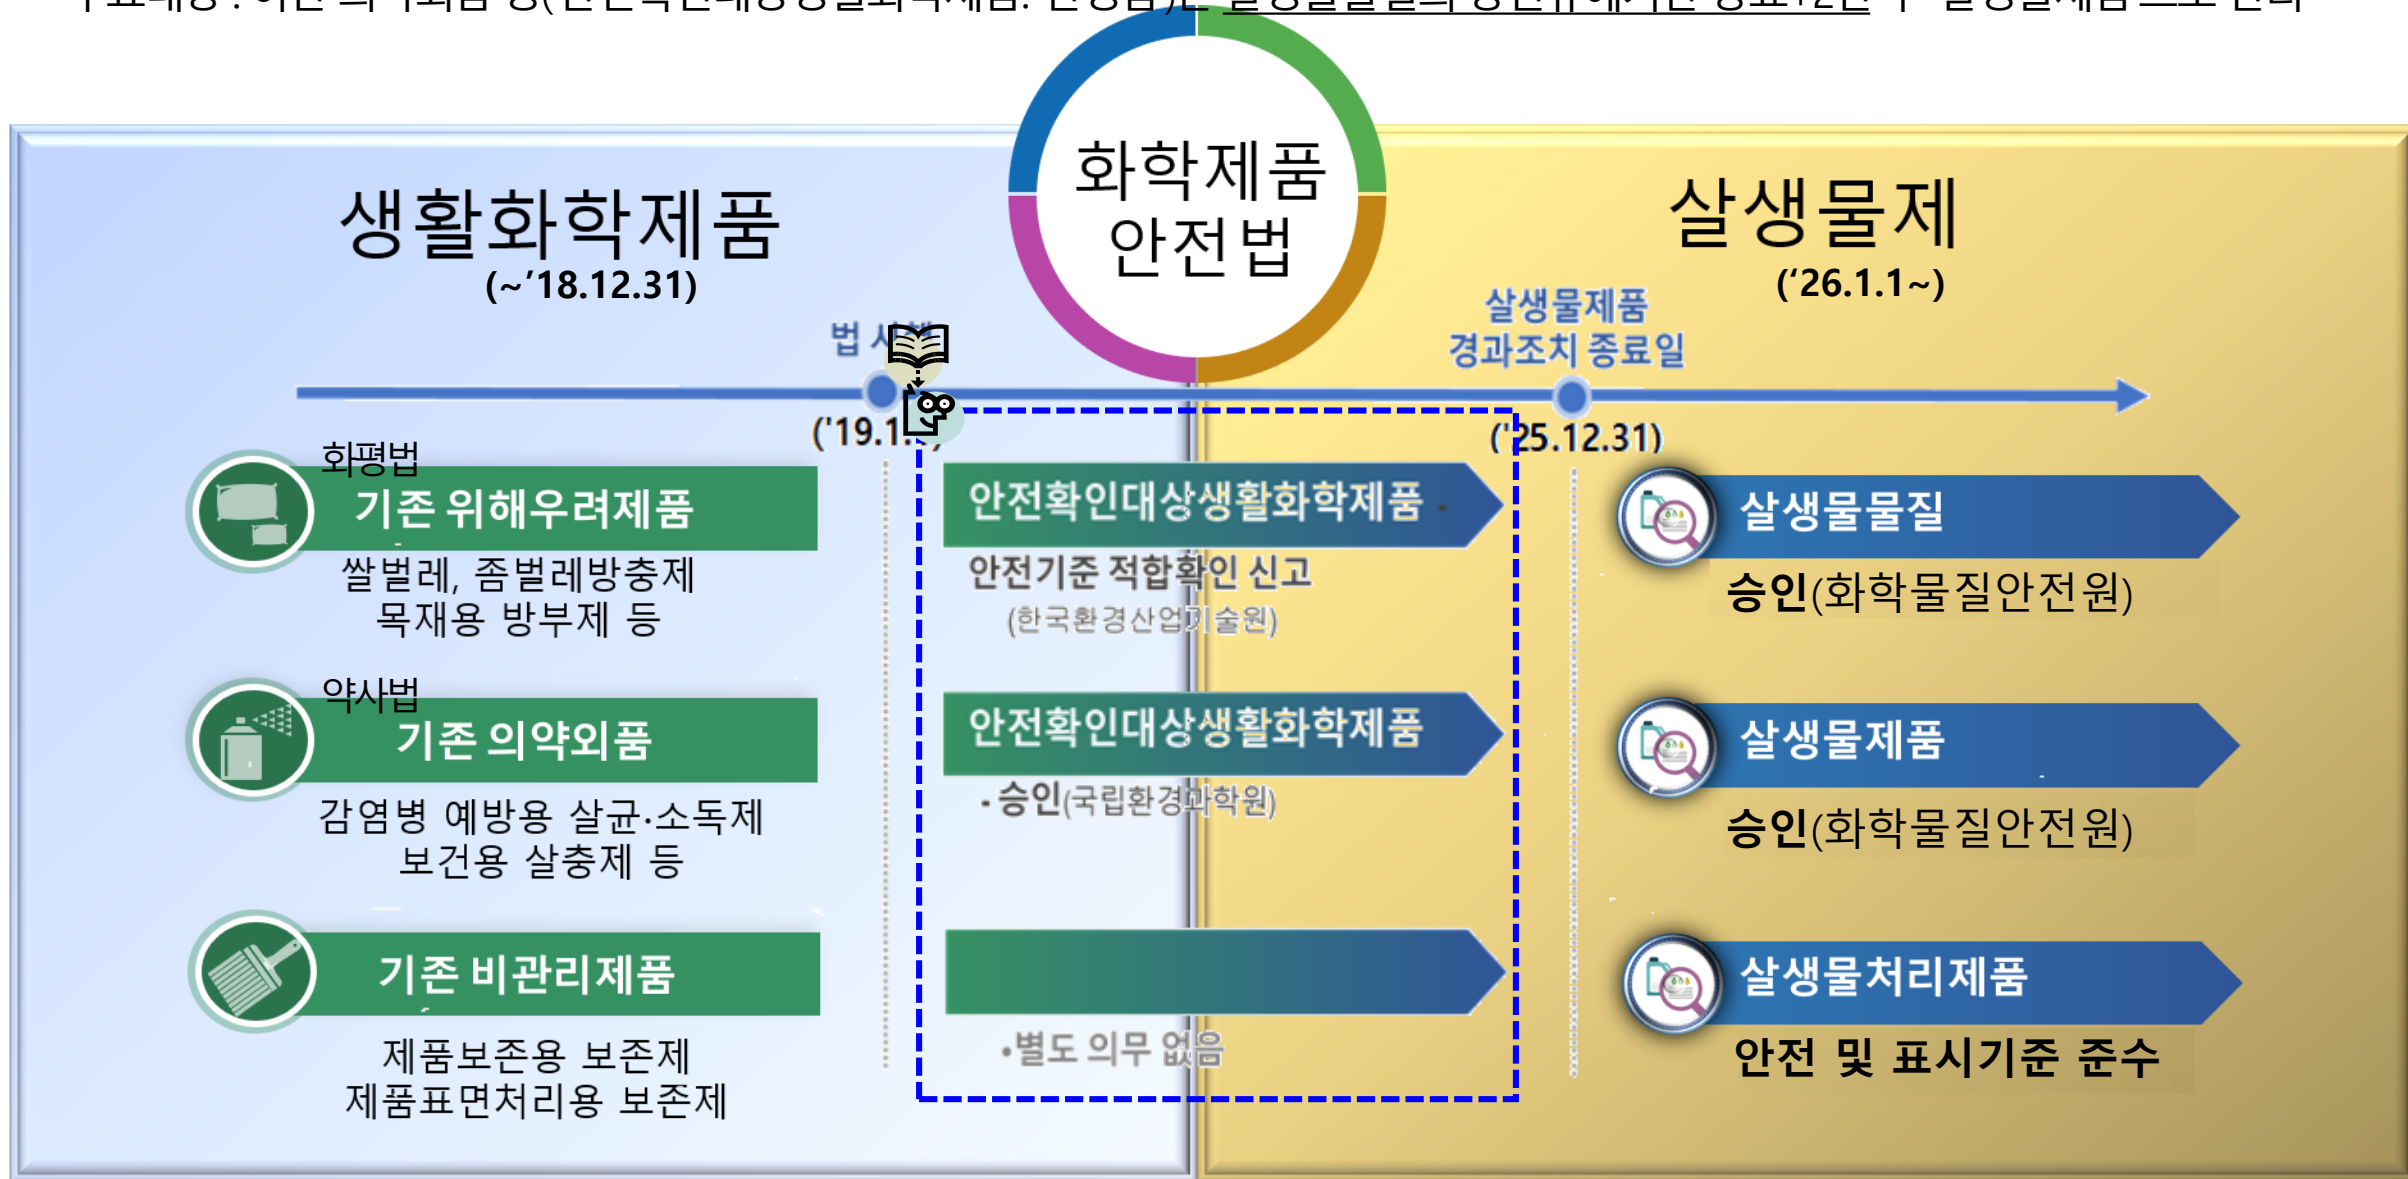 화학제품
안전법
생활화학제품
(~’18.12.31)
살생물제
(‘26.1.1~)
법
살생물제품
경과조치 종료일
('19.1.
('25.12.31)
화평법
기존 위해우려제품
쌀벌레, 좀벌레방충제
목재용 방부제 등
안전확인대상생활화학제품 -
안전기준 적합확인 신고
(한국환경산업기술원)
살생물물질
승인(화학물질안전원)
약사법
기존 의약외품
감염병 예방용 살균·소독제
보건용 살충제 등
안전확인대상생활화학제품
- 승인(국립환경과학원)
살생물제품
승인(화학물질안전원)
기존 비관리제품
제품보존용 보존제
제품표면처리용 보존제
•별도 의무 없음
살생물처리제품
안전 및 표시기준 준수